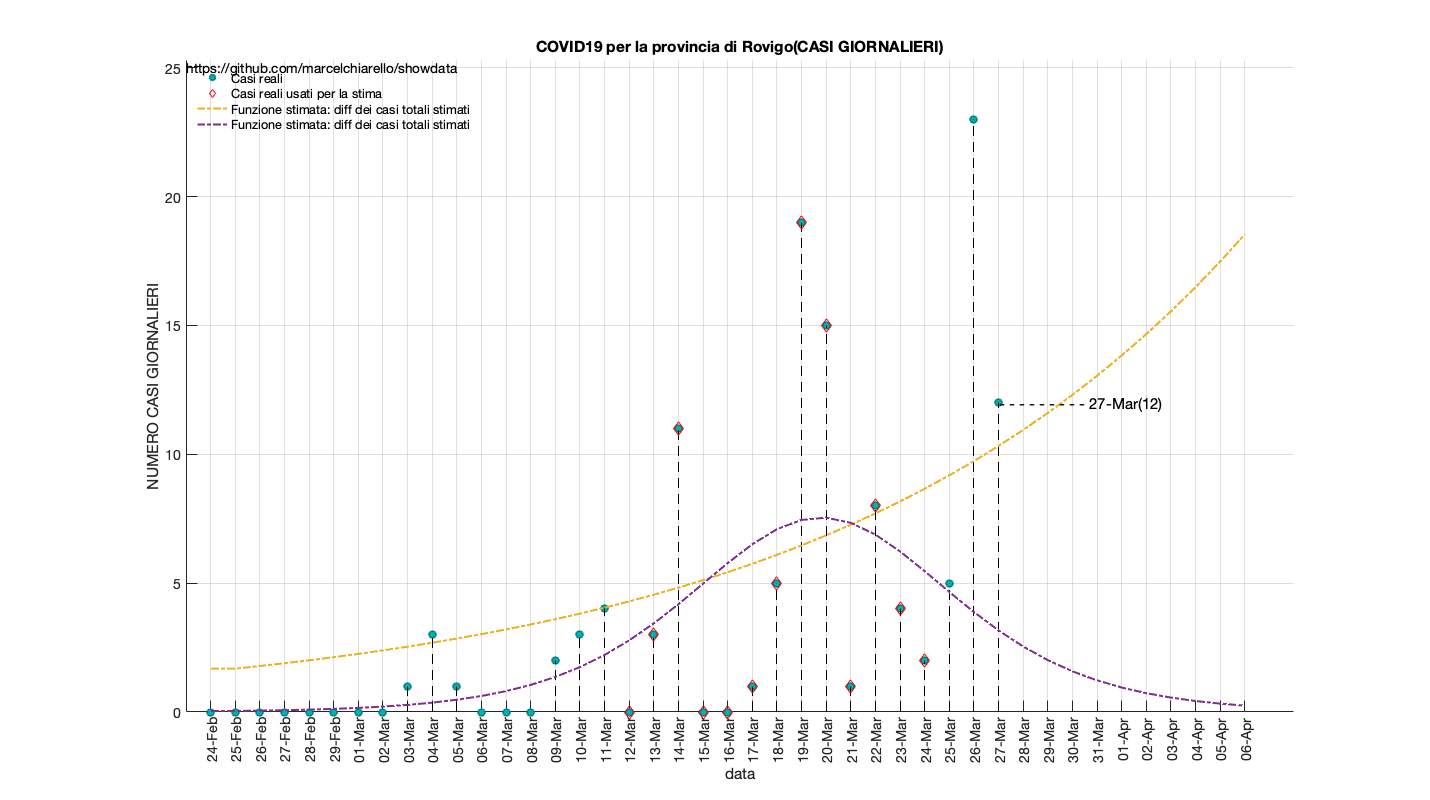 COVID19 per la provincia di Rovigo(CASI GIORNALIERI)
https://github.com/marcelchiarello/showdata
Casi reali
Casi reali usati per la stima
Funzione stimata: diff dei casi totali stimati
Funzione stimata: diff dei casi totali stimati
25
20
15
10
5
0
NUMERO CASI GIORNALIERI
27-Mar(12)
24-Feb
25-Feb
26-Feb
27-Feb
28-Feb
29-Feb
01-Mar
02-Mar
03-Mar
04-Mar
05-Mar
06-Mar
07-Mar
08-Mar
09-Mar
10-Mar
11-Mar
12-Mar
13-Mar
14-Mar
15-Mar
16-Mar
17-Mar
18-Mar
19-Mar
20-Mar
21-Mar
22-Mar
23-Mar
24-Mar
25-Mar
26-Mar
27-Mar
28-Mar
29-Mar
30-Mar
31-Mar
01-Apr
02-Apr
03-Apr
04-Apr
05-Apr
06-Apr
data